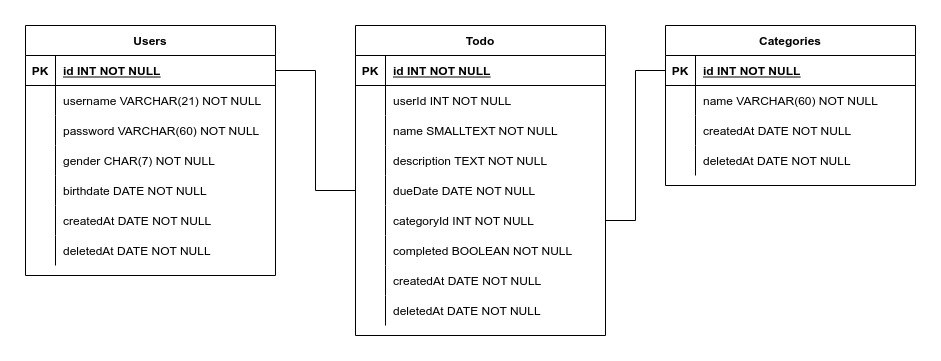 Users
PK id INT NOT NULL
username VARCHAR(21) NOT NULL
password VARCHAR(60) NOT NULL
gender CHAR(7) NOT NULL
birthdate DATE NOT NULL
createdAt DATE NOT NULL
deletedAt DATE NOT NULL
Todo
PK id INT NOT NULL
userId INT NOT NULL
name SMALLTEXT NOT NULL
description TEXT NOT NULL
dueDate DATE NOT NULL
categoryId INT NOT NULL
completed BOOLEAN NOT NULL
createdAt DATE NOT NULL
deletedAt DATE NOT NULL
Categories
PK id INT NOT NULL
name VARCHAR(60) NOT NULL
createdAt DATE NOT NULL
deletedAt DATE NOT NULL